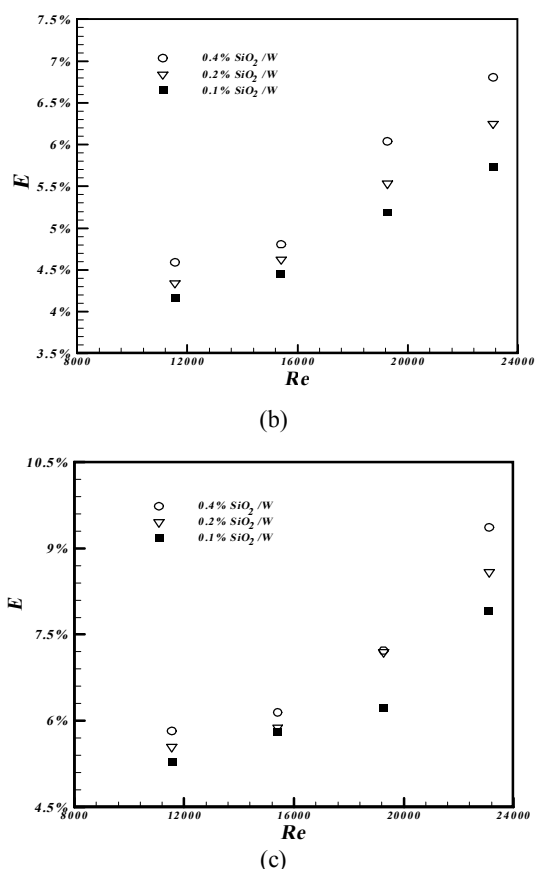 7.5%
0.4% SiO2 /W
7%
0.2% SiO2 /W
0.1% SiO2 /W
6.5%
6%
E
5.5%
5%
4.5%
4%
3.5%
8000 12000 16000 20000 24000
Re
(b)
10.5%
0.4% SiO2 /W
0.2% SiO2 /W
0.1% SiO2 /W
9%
E
7.5%
6%
4.5%
8000 12000 16000 20000 24000
Re
(c)